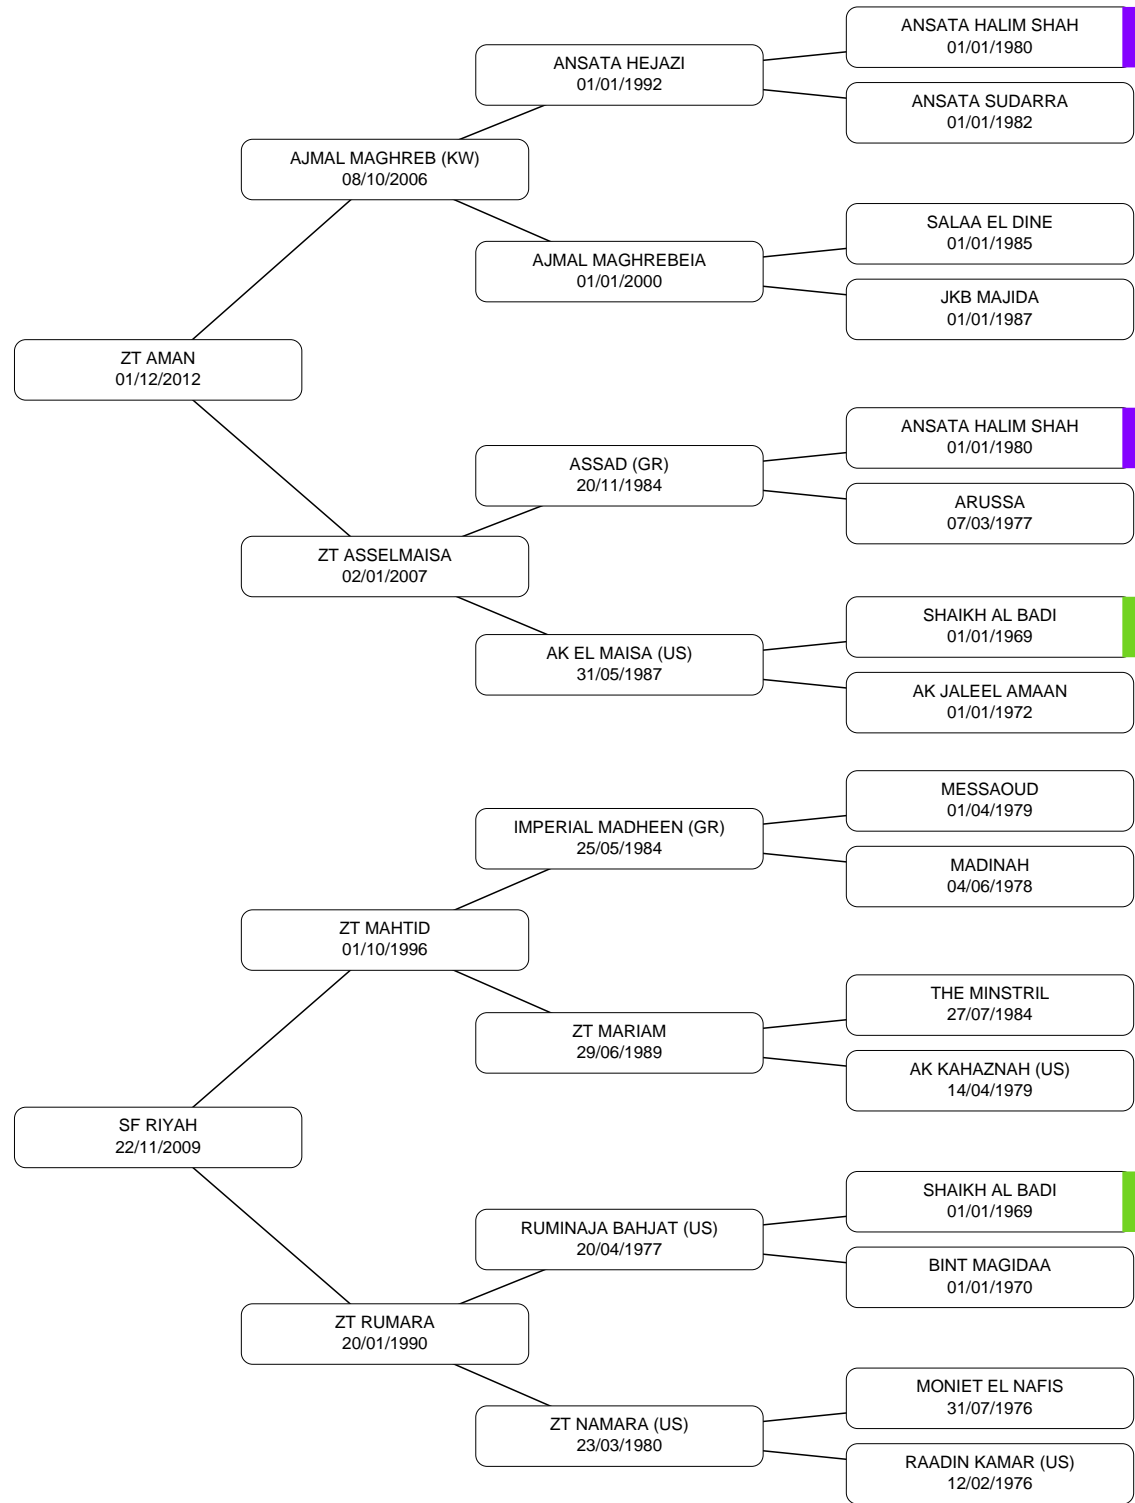 ANSATA HALIM SHAH
01/01/1980
ANSATA HEJAZI
01/01/1992
ANSATA SUDARRA
01/01/1982
AJMAL MAGHREB (KW)
08/10/2006
SALAA EL DINE
01/01/1985
AJMAL MAGHREBEIA
01/01/2000
JKB MAJIDA
01/01/1987
ZT AMAN
01/12/2012
ANSATA HALIM SHAH
01/01/1980
ASSAD (GR)
20/11/1984
ARUSSA
07/03/1977
ZT ASSELMAISA
02/01/2007
SHAIKH AL BADI
01/01/1969
AK EL MAISA (US)
31/05/1987
AK JALEEL AMAAN
01/01/1972
MESSAOUD
01/04/1979
IMPERIAL MADHEEN (GR)
25/05/1984
MADINAH
04/06/1978
ZT MAHTID
01/10/1996
THE MINSTRIL
27/07/1984
ZT MARIAM
29/06/1989
AK KAHAZNAH (US)
14/04/1979
SF RIYAH
22/11/2009
SHAIKH AL BADI
01/01/1969
RUMINAJA BAHJAT (US)
20/04/1977
BINT MAGIDAA
01/01/1970
ZT RUMARA
20/01/1990
MONIET EL NAFIS
31/07/1976
ZT NAMARA (US)
23/03/1980
RAADIN KAMAR (US)
12/02/1976